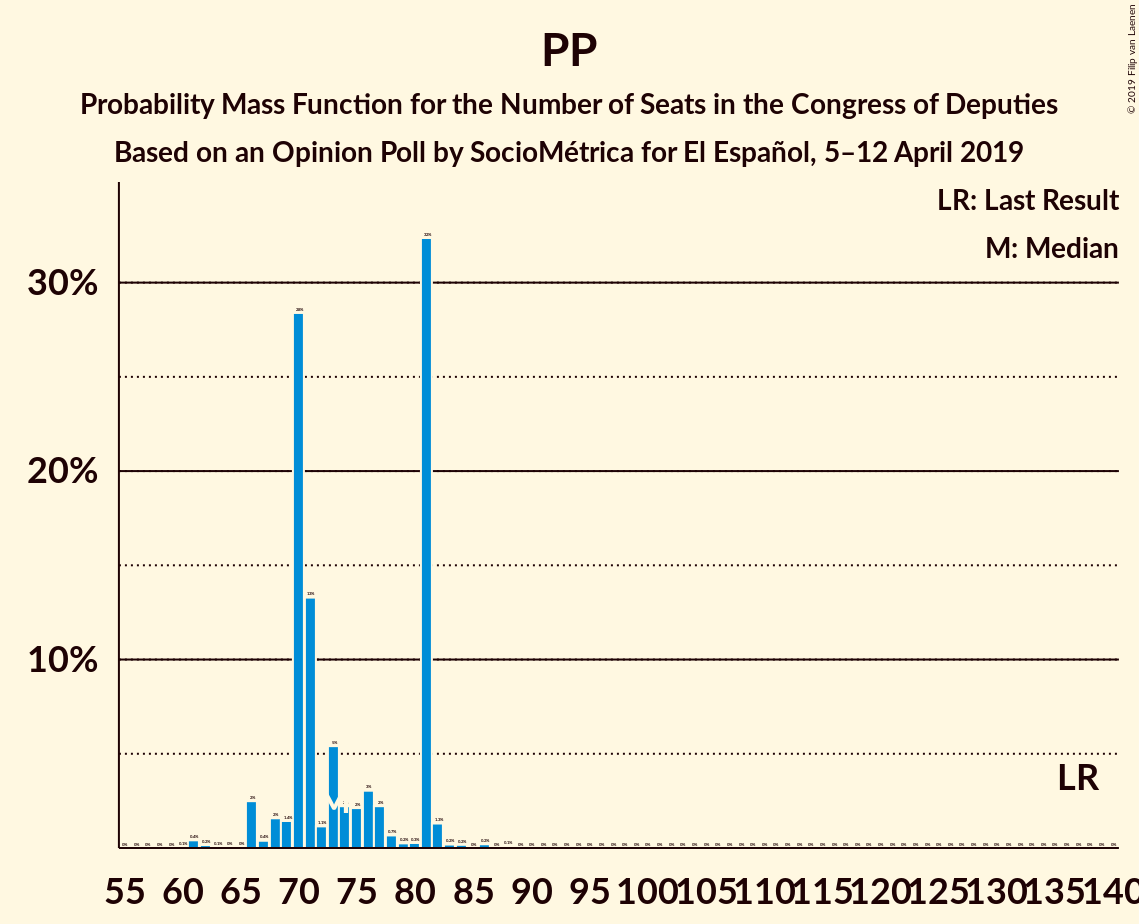 PP
Probability Mass Function for the Number of Seats in the Congress of Deputies
Based on an Opinion Poll by SocioMétrica for El Español, 5–12 April 2019
© 2019 Filip van Laenen
LR: Last Result
M: Median
30%
20%
10%
LR
55 60 65 70 75 80 85 90 95 100 105 110 115 120 125 130 135 140